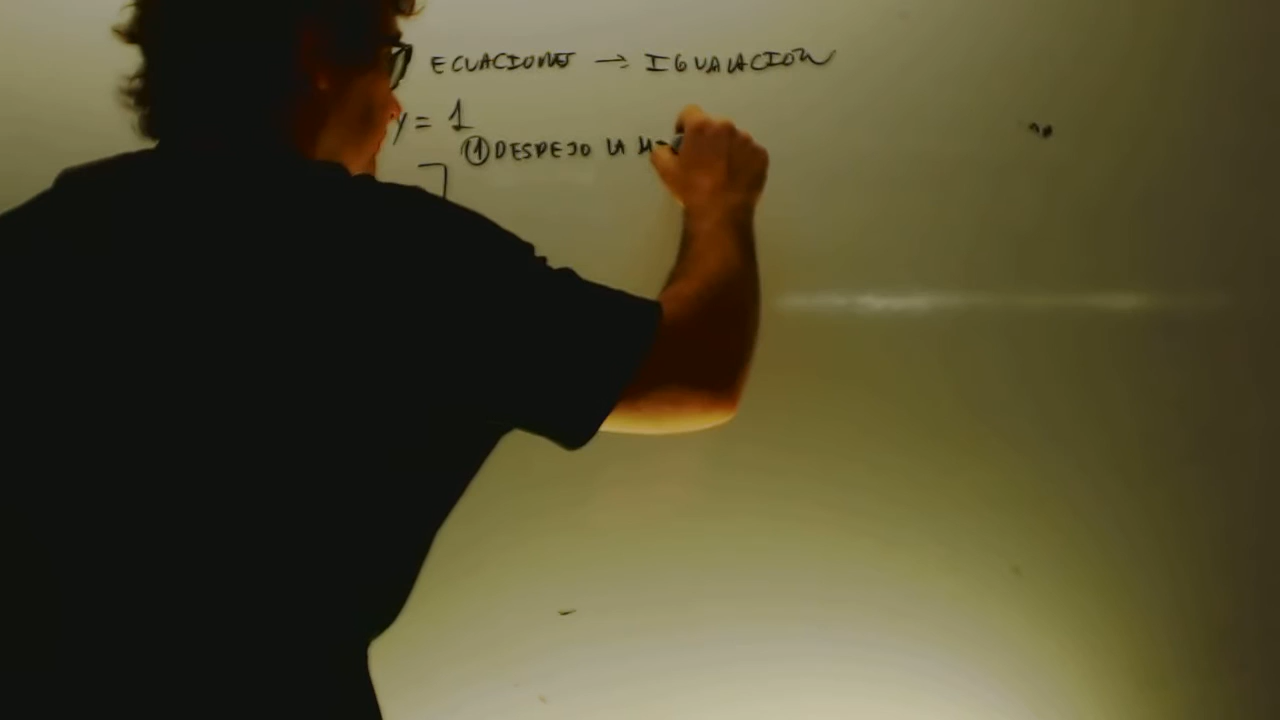 ECUACIONES → IGUALACION
y = 1
① DESPEJO LA